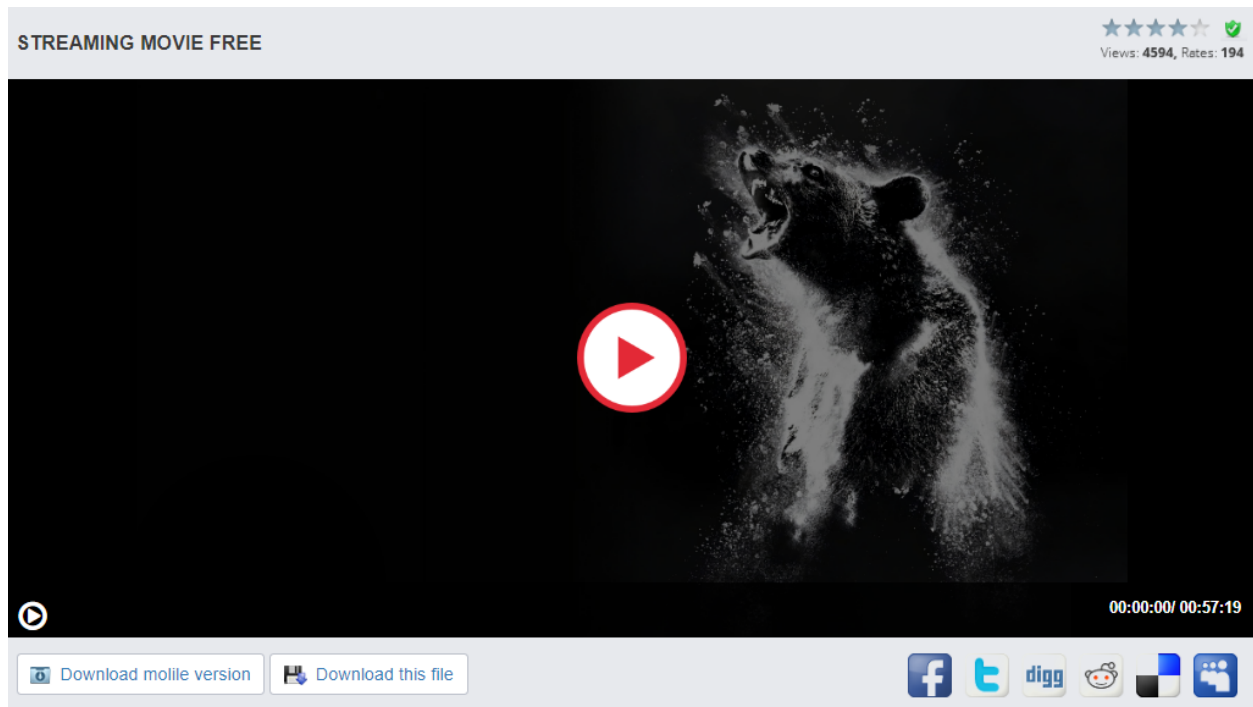 STREAMING MOVIE FREE
Views: 4594, Rates: 194
00:00:00/ 00:57:19
Download molile version
Download this file
digg